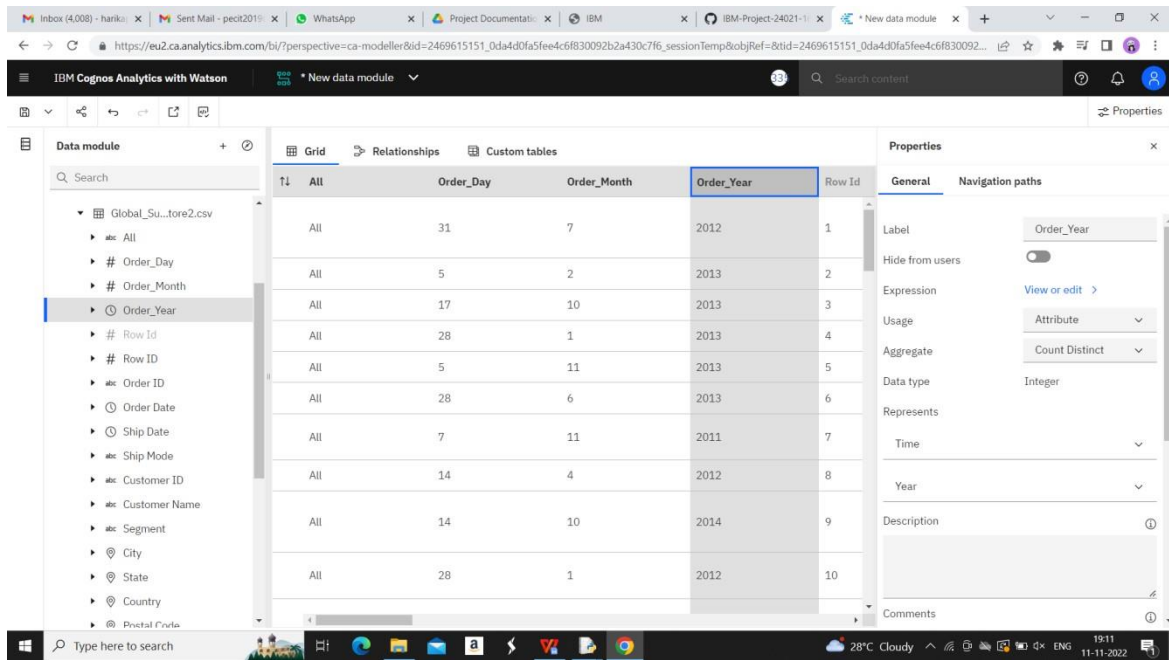 Inbox (4,008) - harika
Sent Mail - pecit2019
WhatsApp
Project Documentatic
IBM
IBM-Project-24021-1
* New data module
https://eu2.ca.analytics.ibm.com/bi/?perspective=ca-modeller&id=2469615151_0da4d0fa5fee4c6f830092b2a430c7f6_sessionTemp&objRef=&tid=2469615151_0da4d0fa5fee4c6f830092...
IBM Cognos Analytics with Watson
* New data module
Search content
Properties
Data module
Search
Global_Su...tore2.csv
abc All
# Order_Day
# Order_Month
Order_Year
# Row Id
# Row ID
abc Order ID
Order Date
Ship Date
abc Ship Mode
abc Customer ID
abc Customer Name
abc Segment
City
State
Country
Postal Code
Grid Relationships Custom tables
All Order_Day Order_Month Order_Year Row Id
All 31 7 2012 1
All 5 2 2013 2
All 17 10 2013 3
All 28 1 2013 4
All 5 11 2013 5
All 28 6 2013 6
All 7 11 2011 7
All 14 4 2012 8
All 14 10 2014 9
All 28 1 2012 10
Properties
General Navigation paths
Label Order_Year
Hide from users
Expression View or edit
Usage Attribute
Aggregate Count Distinct
Data type Integer
Represents
Time
Year
Description
Comments
Type here to search
28°C Cloudy
ENG
19:11
11-11-2022